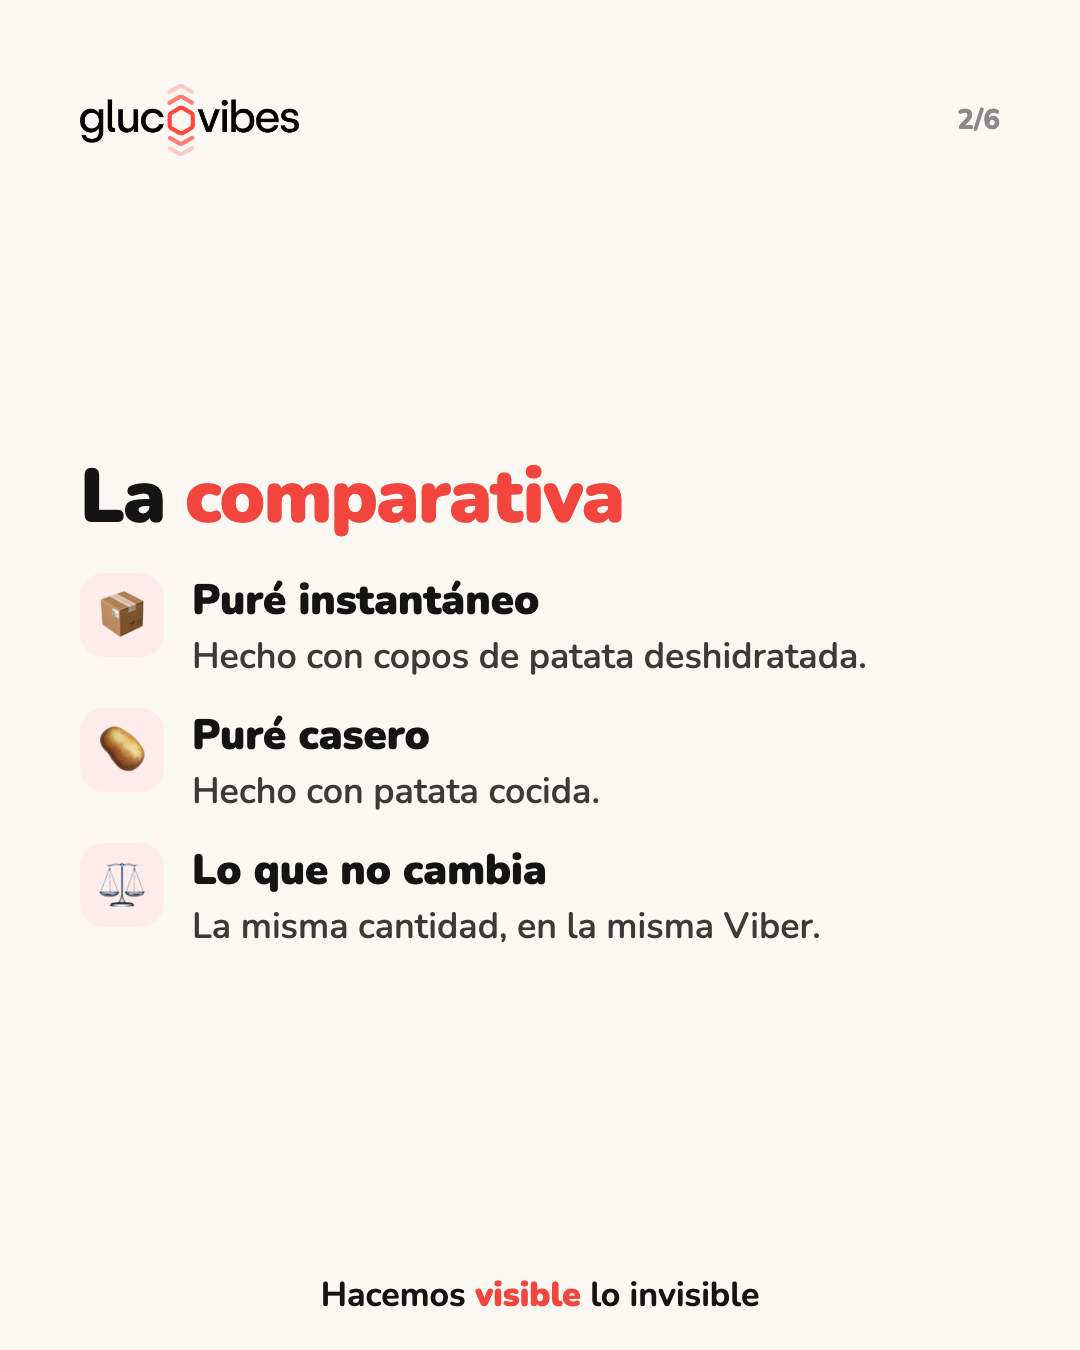 glucovibes
2/6
La comparativa
Puré instantáneo
Hecho con copos de patata deshidratada.
Puré casero
Hecho con patata cocida.
Lo que no cambia
La misma cantidad, en la misma Viber.
Hacemos visible lo invisible